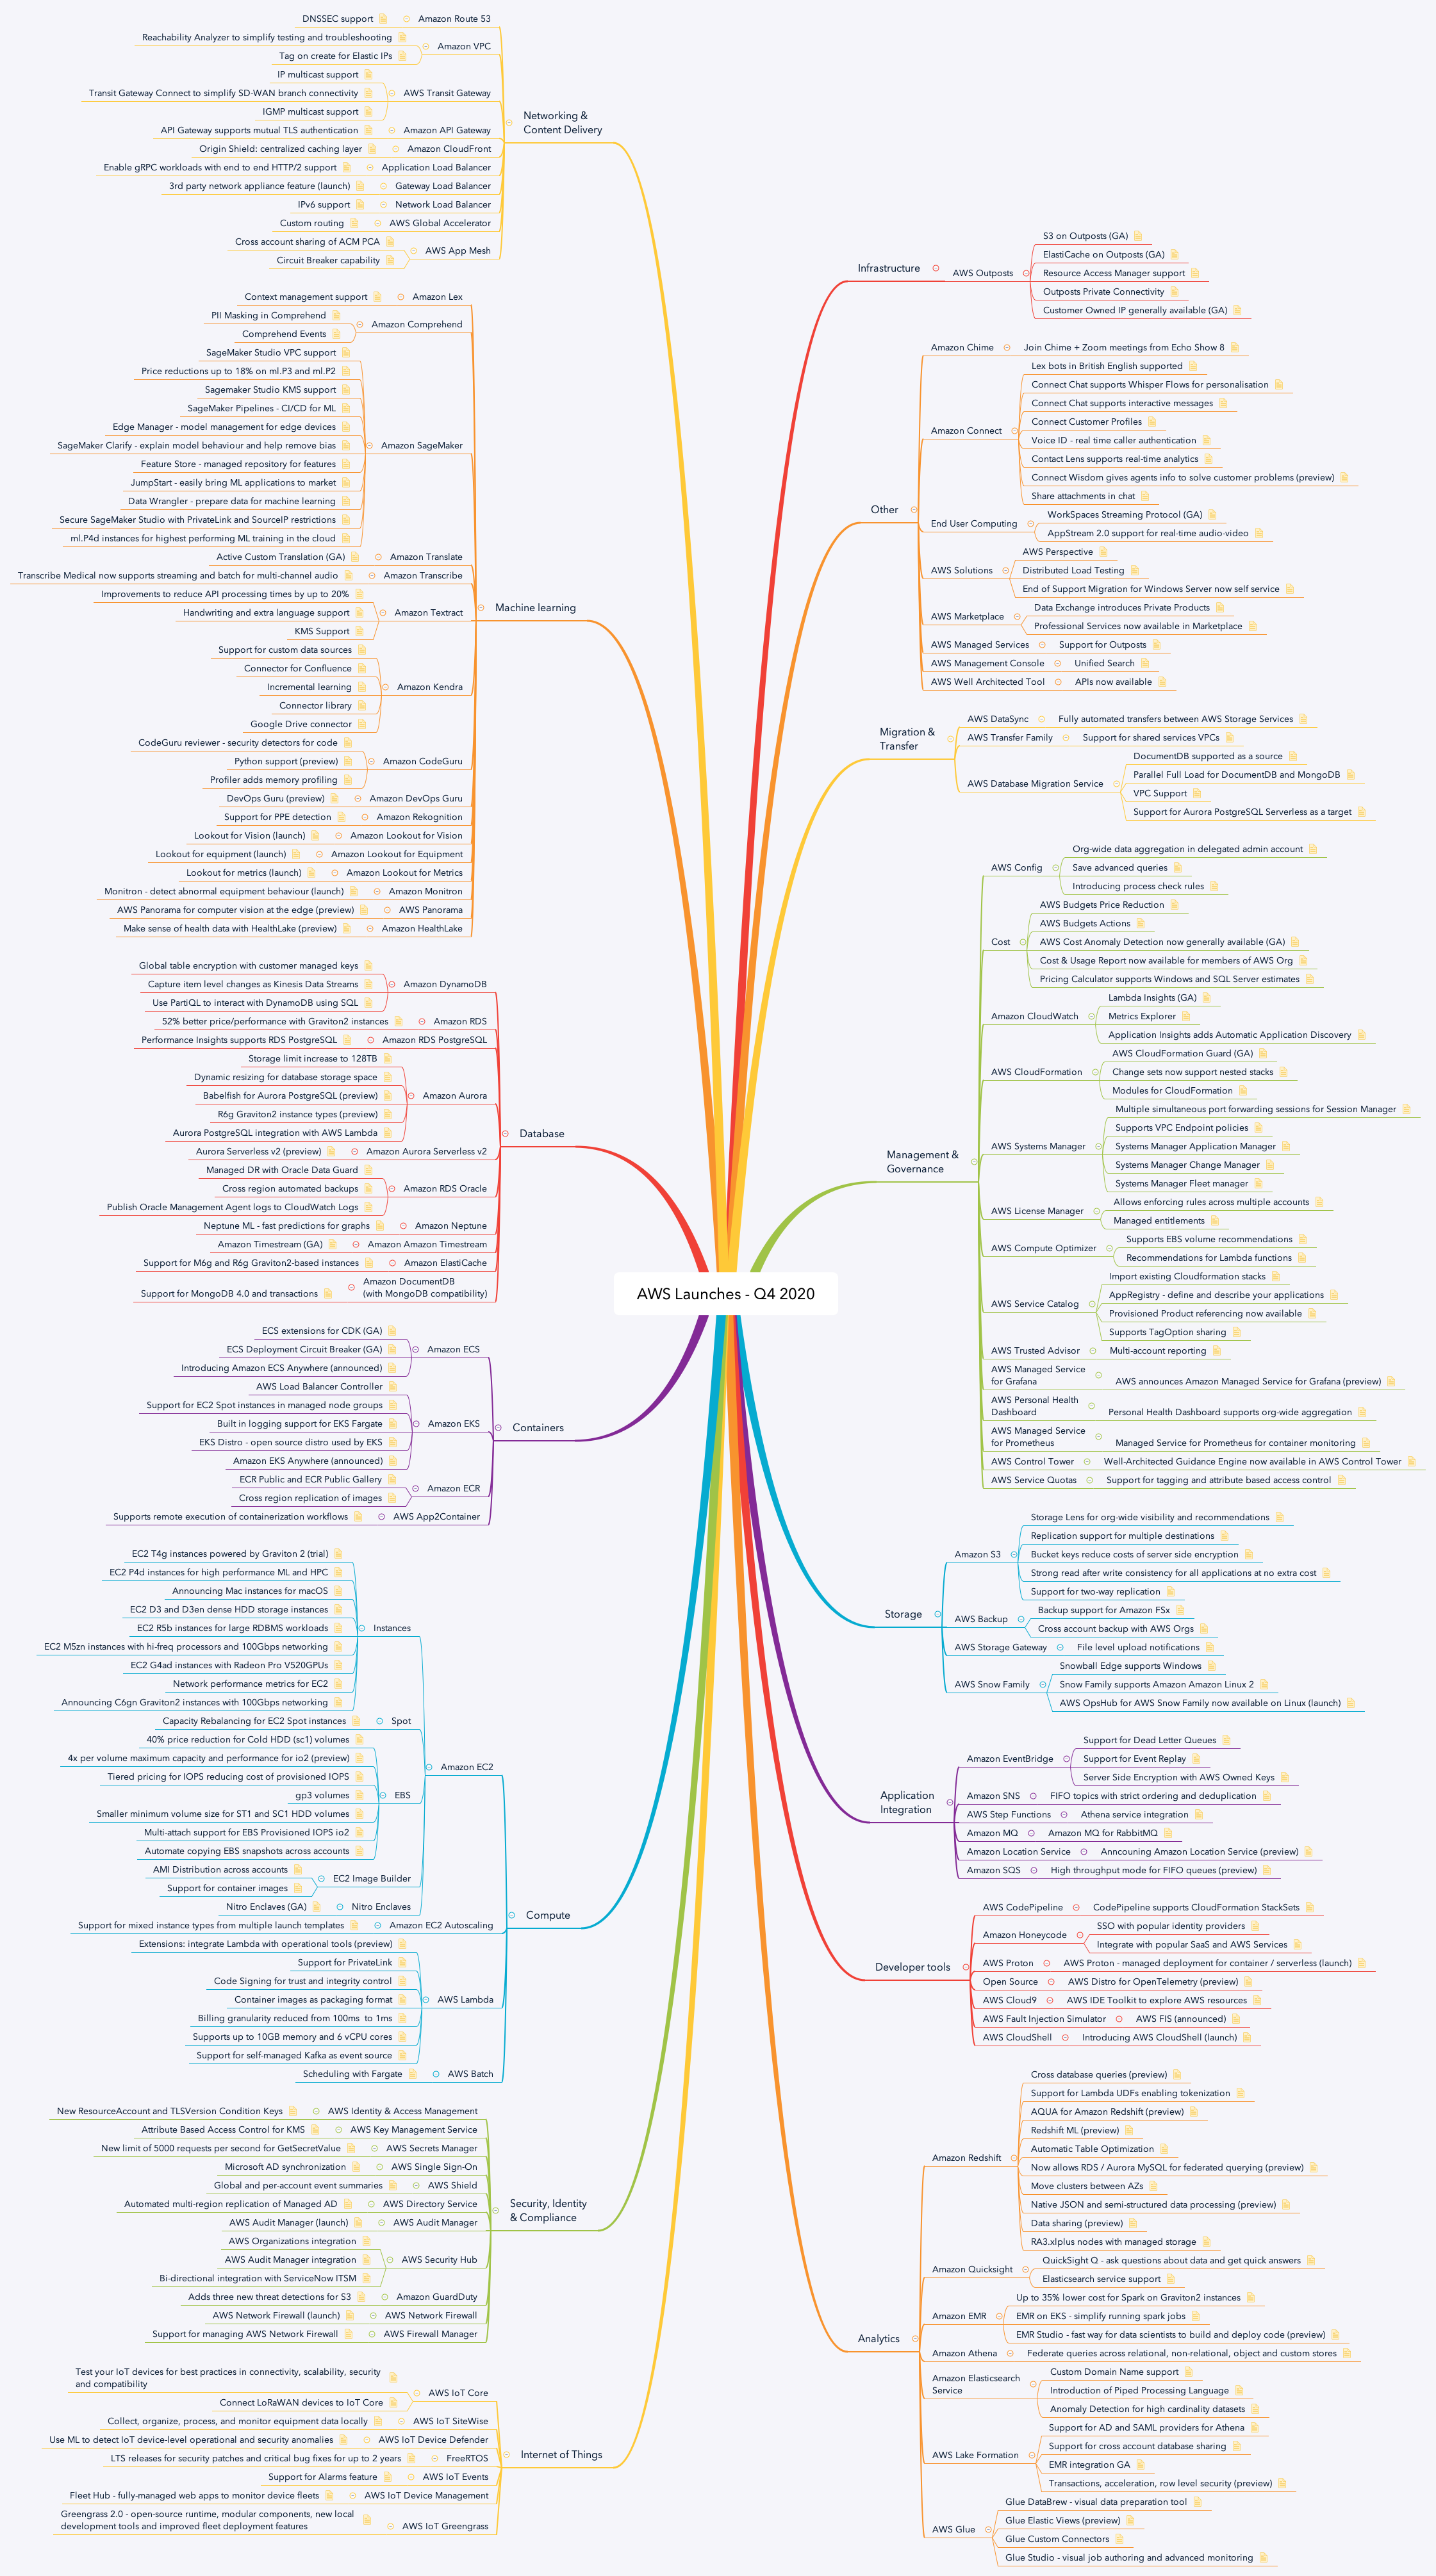 AWS Launches - Q4 2020
Networking &
Content Delivery
Amazon Route 53
DNSSEC support
Amazon VPC
Reachability Analyzer to simplify testing and troubleshooting
Tag on create for Elastic IPs
AWS Transit Gateway
IP multicast support
Transit Gateway Connect to simplify SD-WAN branch connectivity
IGMP multicast support
Amazon API Gateway
API Gateway supports mutual TLS authentication
Amazon CloudFront
Origin Shield: centralized caching layer
Application Load Balancer
Enable gRPC workloads with end to end HTTP/2 support
Gateway Load Balancer
3rd party network appliance feature (launch)
Network Load Balancer
IPv6 support
AWS Global Accelerator
Custom routing
AWS App Mesh
Cross account sharing of ACM PCA
Circuit Breaker capability
Machine learning
Amazon Lex
Context management support
Amazon Comprehend
PII Masking in Comprehend
Comprehend Events
Amazon SageMaker
SageMaker Studio VPC support
Price reductions up to 18% on ml.P3 and ml.P2
Sagemaker Studio KMS support
SageMaker Pipelines - CI/CD for ML
Edge Manager - model management for edge devices
SageMaker Clarify - explain model behaviour and help remove bias
Feature Store - managed repository for features
JumpStart - easily bring ML applications to market
Data Wrangler - prepare data for machine learning
Secure SageMaker Studio with PrivateLink and SourceIP restrictions
ml.P4d instances for highest performing ML training in the cloud
Amazon Translate
Active Custom Translation (GA)
Amazon Transcribe
Transcribe Medical now supports streaming and batch for multi-channel audio
Amazon Textract
Improvements to reduce API processing times by up to 20%
Handwriting and extra language support
KMS Support
Amazon Kendra
Support for custom data sources
Connector for Confluence
Incremental learning
Connector library
Google Drive connector
Amazon CodeGuru
CodeGuru reviewer - security detectors for code
Python support (preview)
Profiler adds memory profiling
Amazon DevOps Guru
DevOps Guru (preview)
Amazon Rekognition
Support for PPE detection
Amazon Lookout for Vision
Lookout for Vision (launch)
Amazon Lookout for Equipment
Lookout for equipment (launch)
Amazon Lookout for Metrics
Lookout for metrics (launch)
Amazon Monitron
Monitron - detect abnormal equipment behaviour (launch)
AWS Panorama
AWS Panorama for computer vision at the edge (preview)
Amazon HealthLake
Make sense of health data with HealthLake (preview)
Database
Amazon DynamoDB
Global table encryption with customer managed keys
Capture item level changes as Kinesis Data Streams
Use PartiQL to interact with DynamoDB using SQL
Amazon RDS
52% better price/performance with Graviton2 instances
Amazon RDS PostgreSQL
Performance Insights supports RDS PostgreSQL
Amazon Aurora
Storage limit increase to 128TB
Dynamic resizing for database storage space
Babelfish for Aurora PostgreSQL (preview)
R6g Graviton2 instance types (preview)
Aurora PostgreSQL integration with AWS Lambda
Amazon Aurora Serverless v2
Aurora Serverless v2 (preview)
Amazon RDS Oracle
Managed DR with Oracle Data Guard
Cross region automated backups
Publish Oracle Management Agent logs to CloudWatch Logs
Amazon Neptune
Neptune ML - fast predictions for graphs
Amazon Amazon Timestream
Amazon Timestream (GA)
Amazon ElastiCache
Support for M6g and R6g Graviton2-based instances
Amazon DocumentDB
(with MongoDB compatibility)
Support for MongoDB 4.0 and transactions
Containers
Amazon ECS
ECS extensions for CDK (GA)
ECS Deployment Circuit Breaker (GA)
Introducing Amazon ECS Anywhere (announced)
Amazon EKS
AWS Load Balancer Controller
Support for EC2 Spot instances in managed node groups
Built in logging support for EKS Fargate
EKS Distro - open source distro used by EKS
Amazon EKS Anywhere (announced)
Amazon ECR
ECR Public and ECR Public Gallery
Cross region replication of images
AWS App2Container
Supports remote execution of containerization workflows
Compute
Amazon EC2
Instances
EC2 T4g instances powered by Graviton 2 (trial)
EC2 P4d instances for high performance ML and HPC
Announcing Mac instances for macOS
EC2 D3 and D3en dense HDD storage instances
EC2 R5b instances for large RDBMS workloads
EC2 M5zn instances with hi-freq processors and 100Gbps networking
EC2 G4ad instances with Radeon Pro V520GPUs
Network performance metrics for EC2
Announcing C6gn Graviton2 instances with 100Gbps networking
Spot
Capacity Rebalancing for EC2 Spot instances
EBS
40% price reduction for Cold HDD (sc1) volumes
4x per volume maximum capacity and performance for io2 (preview)
Tiered pricing for IOPS reducing cost of provisioned IOPS
gp3 volumes
Smaller minimum volume size for ST1 and SC1 HDD volumes
Multi-attach support for EBS Provisioned IOPS io2
Automate copying EBS snapshots across accounts
EC2 Image Builder
AMI Distribution across accounts
Support for container images
Nitro Enclaves
Nitro Enclaves (GA)
Amazon EC2 Autoscaling
Support for mixed instance types from multiple launch templates
AWS Lambda
Extensions: integrate Lambda with operational tools (preview)
Support for PrivateLink
Code Signing for trust and integrity control
Container images as packaging format
Billing granularity reduced from 100ms to 1ms
Supports up to 10GB memory and 6 vCPU cores
Support for self-managed Kafka as event source
AWS Batch
Scheduling with Fargate
Security, Identity
& Compliance
AWS Identity & Access Management
New ResourceAccount and TLSVersion Condition Keys
AWS Key Management Service
Attribute Based Access Control for KMS
AWS Secrets Manager
New limit of 5000 requests per second for GetSecretValue
AWS Single Sign-On
Microsoft AD synchronization
AWS Shield
Global and per-account event summaries
AWS Directory Service
Automated multi-region replication of Managed AD
AWS Audit Manager
AWS Audit Manager (launch)
AWS Security Hub
AWS Organizations integration
AWS Audit Manager integration
Bi-directional integration with ServiceNow ITSM
Amazon GuardDuty
Adds three new threat detections for S3
AWS Network Firewall
AWS Network Firewall (launch)
AWS Firewall Manager
Support for managing AWS Network Firewall
Internet of Things
AWS IoT Core
Test your IoT devices for best practices in connectivity, scalability, security
and compatibility
Connect LoRaWAN devices to IoT Core
AWS IoT SiteWise
Collect, organize, process, and monitor equipment data locally
AWS IoT Device Defender
Use ML to detect IoT device-level operational and security anomalies
FreeRTOS
LTS releases for security patches and critical bug fixes for up to 2 years
AWS IoT Events
Support for Alarms feature
AWS IoT Device Management
Fleet Hub - fully-managed web apps to monitor device fleets
AWS IoT Greengrass
Greengrass 2.0 - open-source runtime, modular components, new local
development tools and improved fleet deployment features
Infrastructure
AWS Outposts
S3 on Outposts (GA)
ElastiCache on Outposts (GA)
Resource Access Manager support
Outposts Private Connectivity
Customer Owned IP generally available (GA)
Other
Amazon Chime
Join Chime + Zoom meetings from Echo Show 8
Amazon Connect
Lex bots in British English supported
Connect Chat supports Whisper Flows for personalisation
Connect Chat supports interactive messages
Connect Customer Profiles
Voice ID - real time caller authentication
Contact Lens supports real-time analytics
Connect Wisdom gives agents info to solve customer problems (preview)
Share attachments in chat
End User Computing
WorkSpaces Streaming Protocol (GA)
AppStream 2.0 support for real-time audio-video
AWS Solutions
AWS Perspective
Distributed Load Testing
End of Support Migration for Windows Server now self service
AWS Marketplace
Data Exchange introduces Private Products
Professional Services now available in Marketplace
AWS Managed Services
Support for Outposts
AWS Management Console
Unified Search
AWS Well Architected Tool
APIs now available
Migration &
Transfer
AWS DataSync
Fully automated transfers between AWS Storage Services
AWS Transfer Family
Support for shared services VPCs
AWS Database Migration Service
DocumentDB supported as a source
Parallel Full Load for DocumentDB and MongoDB
VPC Support
Support for Aurora PostgreSQL Serverless as a target
Management &
Governance
AWS Config
Org-wide data aggregation in delegated admin account
Save advanced queries
Introducing process check rules
Cost
AWS Budgets Price Reduction
AWS Budgets Actions
AWS Cost Anomaly Detection now generally available (GA)
Cost & Usage Report now available for members of AWS Org
Pricing Calculator supports Windows and SQL Server estimates
Amazon CloudWatch
Lambda Insights (GA)
Metrics Explorer
Application Insights adds Automatic Application Discovery
AWS CloudFormation
AWS CloudFormation Guard (GA)
Change sets now support nested stacks
Modules for CloudFormation
AWS Systems Manager
Multiple simultaneous port forwarding sessions for Session Manager
Supports VPC Endpoint policies
Systems Manager Application Manager
Systems Manager Change Manager
Systems Manager Fleet manager
AWS License Manager
Allows enforcing rules across multiple accounts
Managed entitlements
AWS Compute Optimizer
Supports EBS volume recommendations
Recommendations for Lambda functions
AWS Service Catalog
Import existing Cloudformation stacks
AppRegistry - define and describe your applications
Provisioned Product referencing now available
Supports TagOption sharing
AWS Trusted Advisor
Multi-account reporting
AWS Managed Service
for Grafana
AWS announces Amazon Managed Service for Grafana (preview)
AWS Personal Health
Dashboard
Personal Health Dashboard supports org-wide aggregation
AWS Managed Service
for Prometheus
Managed Service for Prometheus for container monitoring
AWS Control Tower
Well-Architected Guidance Engine now available in AWS Control Tower
AWS Service Quotas
Support for tagging and attribute based access control
Storage
Amazon S3
Storage Lens for org-wide visibility and recommendations
Replication support for multiple destinations
Bucket keys reduce costs of server side encryption
Strong read after write consistency for all applications at no extra cost
Support for two-way replication
AWS Backup
Backup support for Amazon FSx
Cross account backup with AWS Orgs
AWS Storage Gateway
File level upload notifications
AWS Snow Family
Snowball Edge supports Windows
Snow Family supports Amazon Amazon Linux 2
AWS OpsHub for AWS Snow Family now available on Linux (launch)
Application
Integration
Amazon EventBridge
Support for Dead Letter Queues
Support for Event Replay
Server Side Encryption with AWS Owned Keys
Amazon SNS
FIFO topics with strict ordering and deduplication
AWS Step Functions
Athena service integration
Amazon MQ
Amazon MQ for RabbitMQ
Amazon Location Service
Anncouning Amazon Location Service (preview)
Amazon SQS
High throughput mode for FIFO queues (preview)
Developer tools
AWS CodePipeline
CodePipeline supports CloudFormation StackSets
Amazon Honeycode
SSO with popular identity providers
Integrate with popular SaaS and AWS Services
AWS Proton
AWS Proton - managed deployment for container / serverless (launch)
Open Source
AWS Distro for OpenTelemetry (preview)
AWS Cloud9
AWS IDE Toolkit to explore AWS resources
AWS Fault Injection Simulator
AWS FIS (announced)
AWS CloudShell
Introducing AWS CloudShell (launch)
Analytics
Amazon Redshift
Cross database queries (preview)
Support for Lambda UDFs enabling tokenization
AQUA for Amazon Redshift (preview)
Redshift ML (preview)
Automatic Table Optimization
Now allows RDS / Aurora MySQL for federated querying (preview)
Move clusters between AZs
Native JSON and semi-structured data processing (preview)
Data sharing (preview)
RA3.xlplus nodes with managed storage
Amazon Quicksight
QuickSight Q - ask questions about data and get quick answers
Elasticsearch service support
Amazon EMR
Up to 35% lower cost for Spark on Graviton2 instances
EMR on EKS - simplify running spark jobs
EMR Studio - fast way for data scientists to build and deploy code (preview)
Amazon Athena
Federate queries across relational, non-relational, object and custom stores
Amazon Elasticsearch
Service
Custom Domain Name support
Introduction of Piped Processing Language
Anomaly Detection for high cardinality datasets
AWS Lake Formation
Support for AD and SAML providers for Athena
Support for cross account database sharing
EMR integration GA
Transactions, acceleration, row level security (preview)
AWS Glue
Glue DataBrew - visual data preparation tool
Glue Elastic Views (preview)
Glue Custom Connectors
Glue Studio - visual job authoring and advanced monitoring